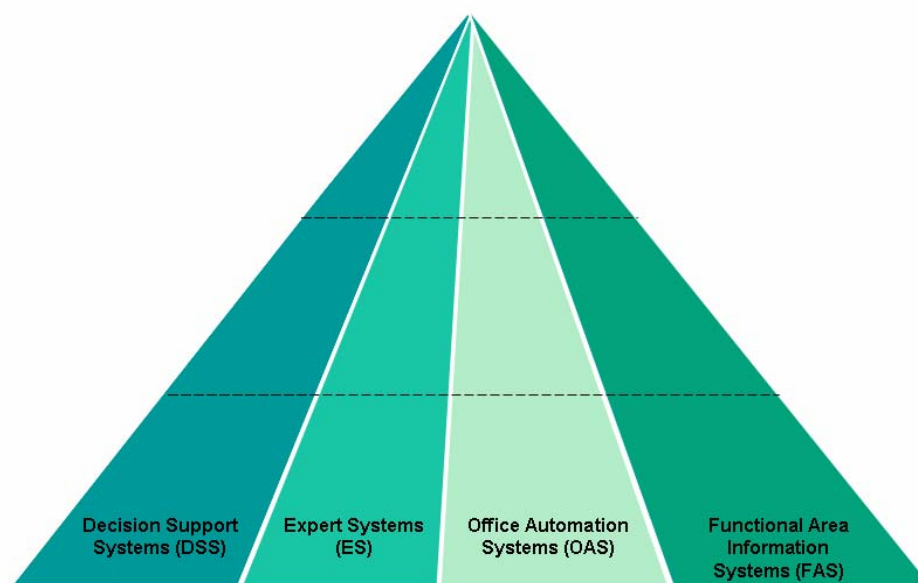 Decision Support
Systems (DSS)
Expert Systems
(ES)
Office Automation
Systems (OAS)
Functional Area
Information
Systems (FAS)